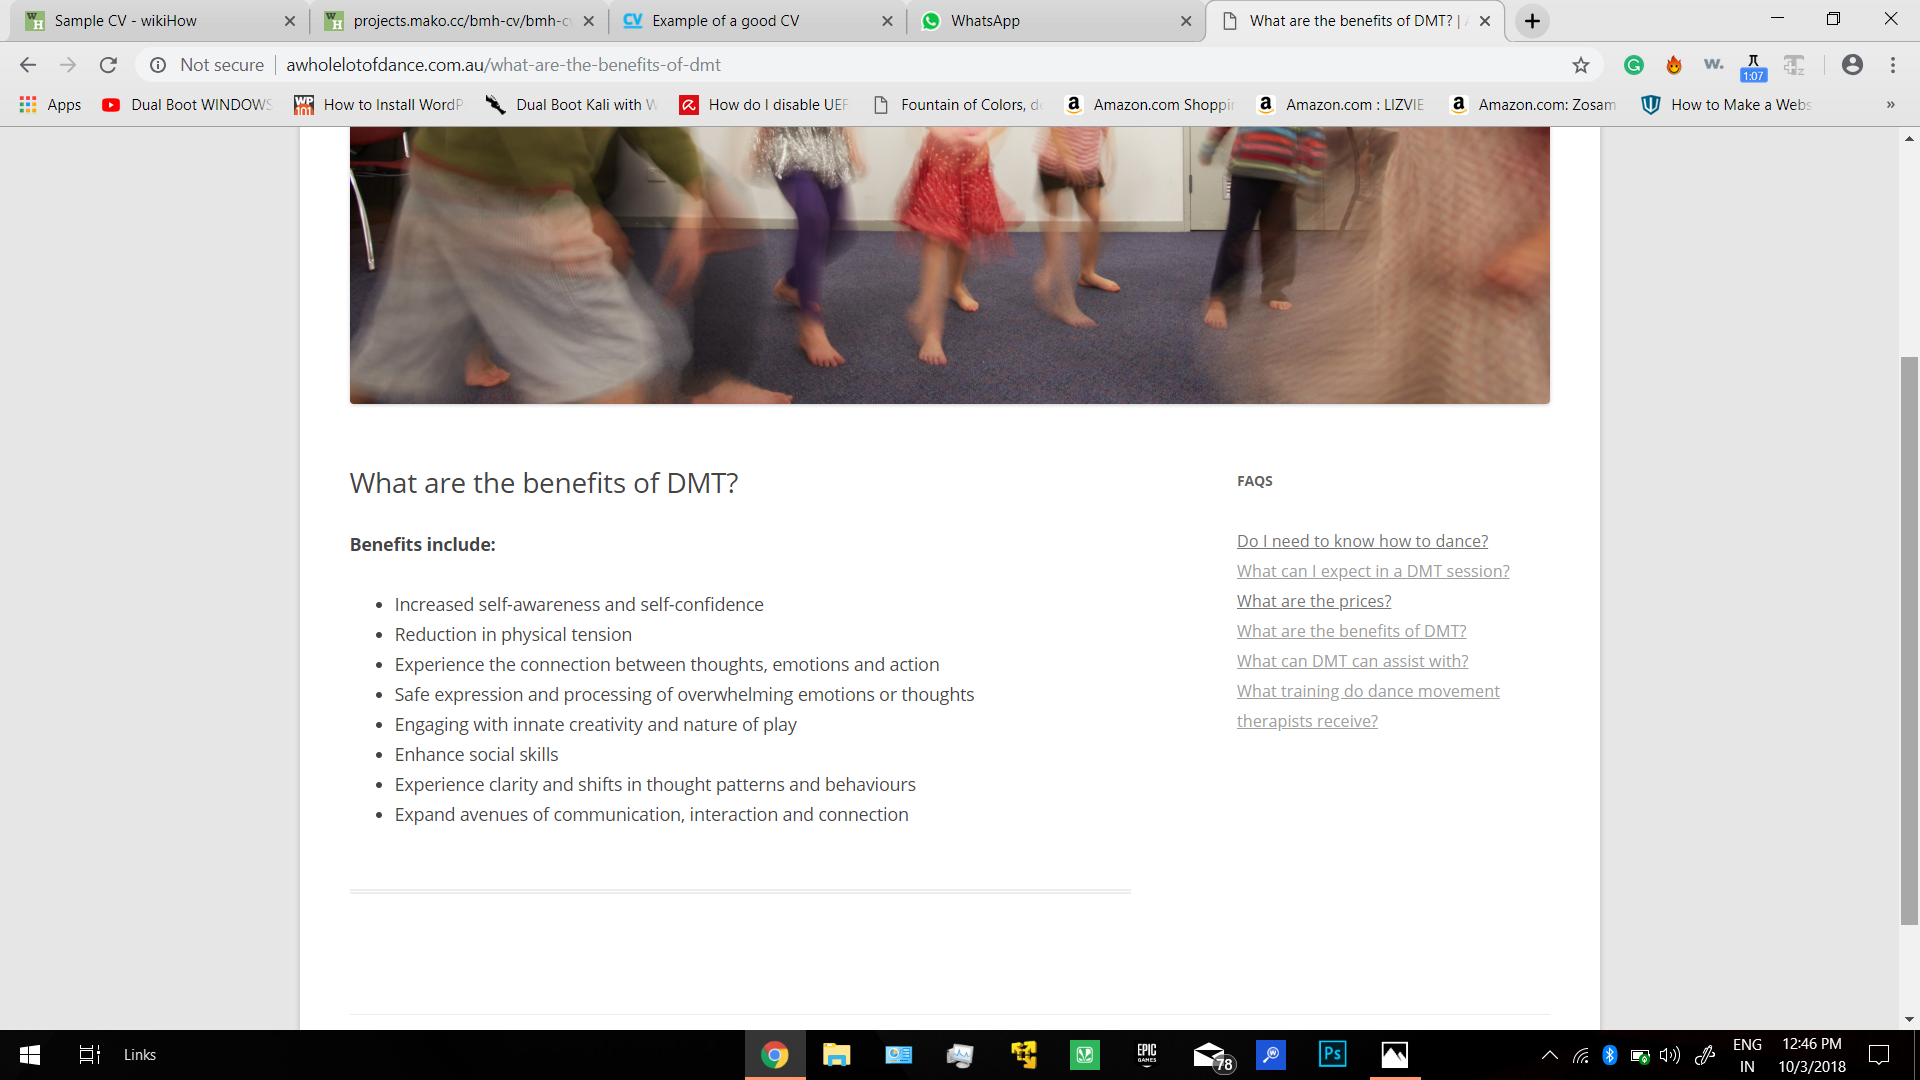 Sample CV - wikiHow
projects.mako.cc/bmh-cv/bmh-c
Example of a good CV
WhatsApp
What are the benefits of DMT? |
Not secure
awholelotofdance.com.au/what-are-the-benefits-of-dmt
1:07
Apps
Dual Boot WINDOWS
How to Install WordP
Dual Boot Kali with W
How do I disable UEF
Fountain of Colors, d
Amazon.com Shoppi
Amazon.com : LIZVIE
Amazon.com: Zosam
How to Make a Webs
What are the benefits of DMT?
Benefits include:
Increased self-awareness and self-confidence
Reduction in physical tension
Experience the connection between thoughts, emotions and action
Safe expression and processing of overwhelming emotions or thoughts
Engaging with innate creativity and nature of play
Enhance social skills
Experience clarity and shifts in thought patterns and behaviours
Expand avenues of communication, interaction and connection
FAQS
Do I need to know how to dance?
What can I expect in a DMT session?
What are the prices?
What are the benefits of DMT?
What can DMT can assist with?
What training do dance movement
therapists receive?
Links
EPIC
GAMES
78
Ps
ENG
IN
12:46 PM
10/3/2018